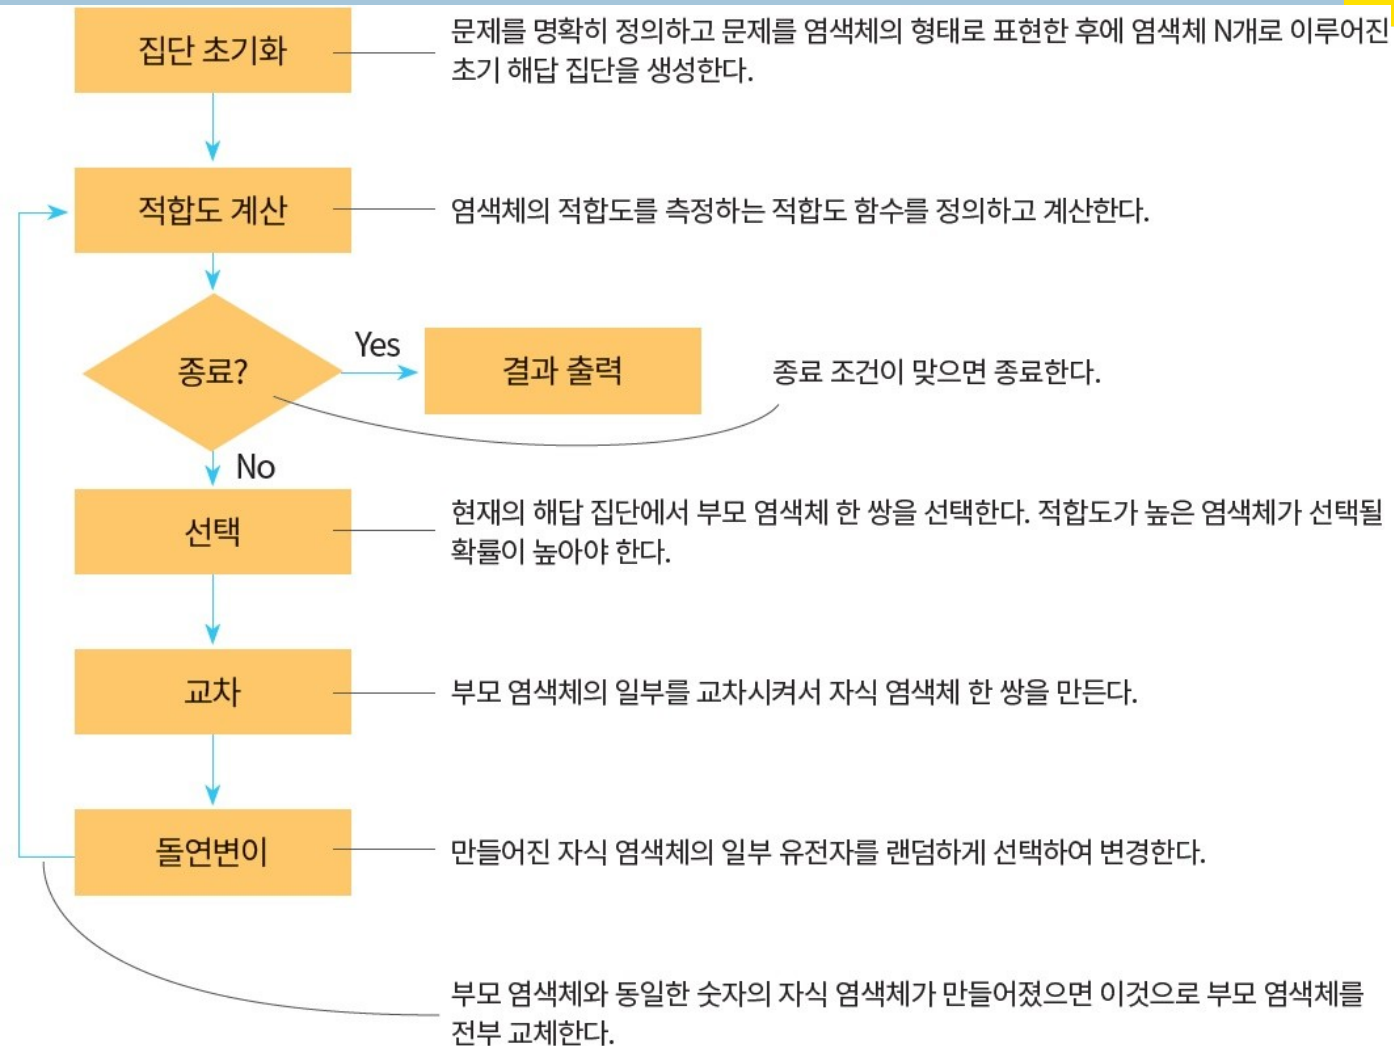 집단 초기화
문제를 명확히 정의하고 문제를 염색체의 형태로 표현한 후에 염색체 N개로 이루어진
초기 해답 집단을 생성한다.
적합도 계산
염색체의 적합도를 측정하는 적합도 함수를 정의하고 계산한다.
종료?
Yes
결과 출력
종료 조건이 맞으면 종료한다.
No
선택
현재의 해답 집단에서 부모 염색체 한 쌍을 선택한다. 적합도가 높은 염색체가 선택될
확률이 높아야 한다.
교차
부모 염색체의 일부를 교차시켜서 자식 염색체 한 쌍을 만든다.
돌연변이
만들어진 자식 염색체의 일부 유전자를 랜덤하게 선택하여 변경한다.
부모 염색체와 동일한 숫자의 자식 염색체가 만들어졌으면 이것으로 부모 염색체를
전부 교체한다.